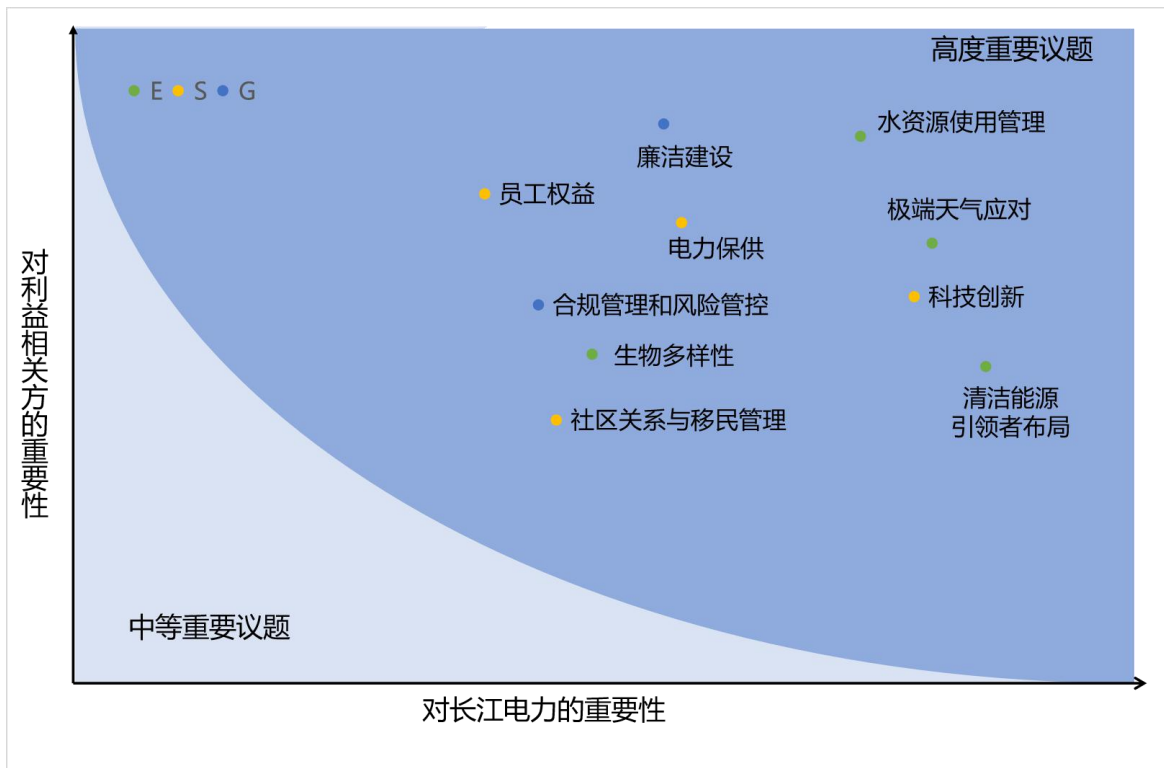 高度重要议题
E S G
水资源使用管理
廉洁建设
员工权益
极端天气应对
电力保供
科技创新
合规管理和风险管控
生物多样性
清洁能源
引领者布局
社区关系与移民管理
对利益相关方的重要性
中等重要议题
对长江电力的重要性